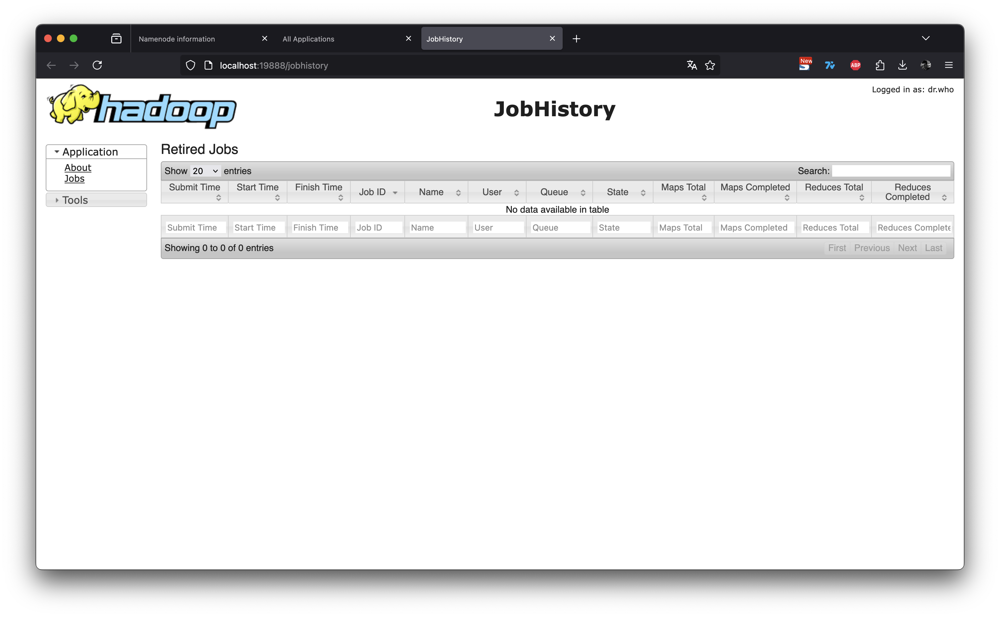 Namenode information
All Applications
JobHistory
localhost:19888/jobhistory
New
ABP
Logged in as: dr.who
hadoop
JobHistory
Application
About
Jobs
Tools
Retired Jobs
Show 20 entries
Search:
Submit Time Start Time Finish Time Job ID Name User Queue State Maps Total Maps Completed Reduces Total Reduces Completed
No data available in table
Submit Time Start Time Finish Time Job ID Name User Queue State Maps Total Maps Completed Reduces Total Reduces Complete
Showing 0 to 0 of 0 entries
First Previous Next Last